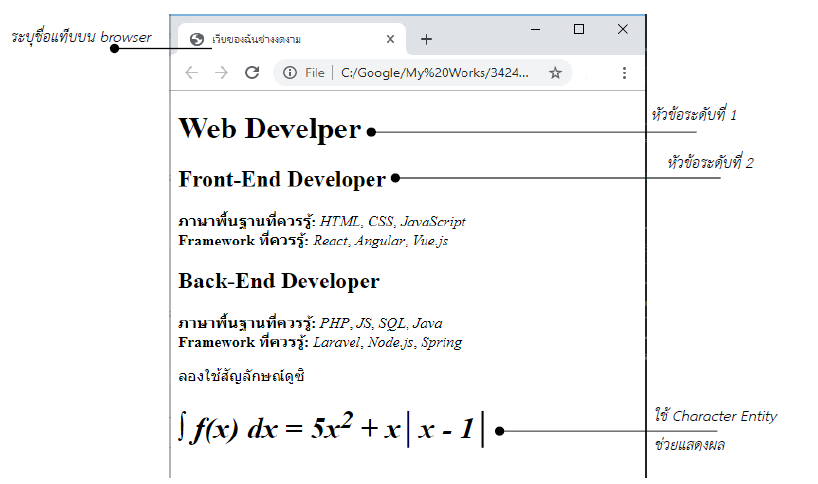 ระบุชื่อแท็บบน browser
เว็บของฉันช่างงดงาม
File | C:/Google/My%20Works/3424...
Web Develper
หัวข้อระดับที่ 1
หัวข้อระดับที่ 2
Front-End Developer
ภาษาพื้นฐานที่ควรรู้: HTML, CSS, JavaScript
Framework ที่ควรรู้: React, Angular, Vue.js
Back-End Developer
ภาษาพื้นฐานที่ควรรู้: PHP, JS, SQL, Java
Framework ที่ควรรู้: Laravel, Node.js, Spring
ลองใช้สัญลักษณ์ดูซิ
∫ f(x) dx = 5x² + x| x - 1|
ใช้ Character Entity
ช่วยแสดงผล